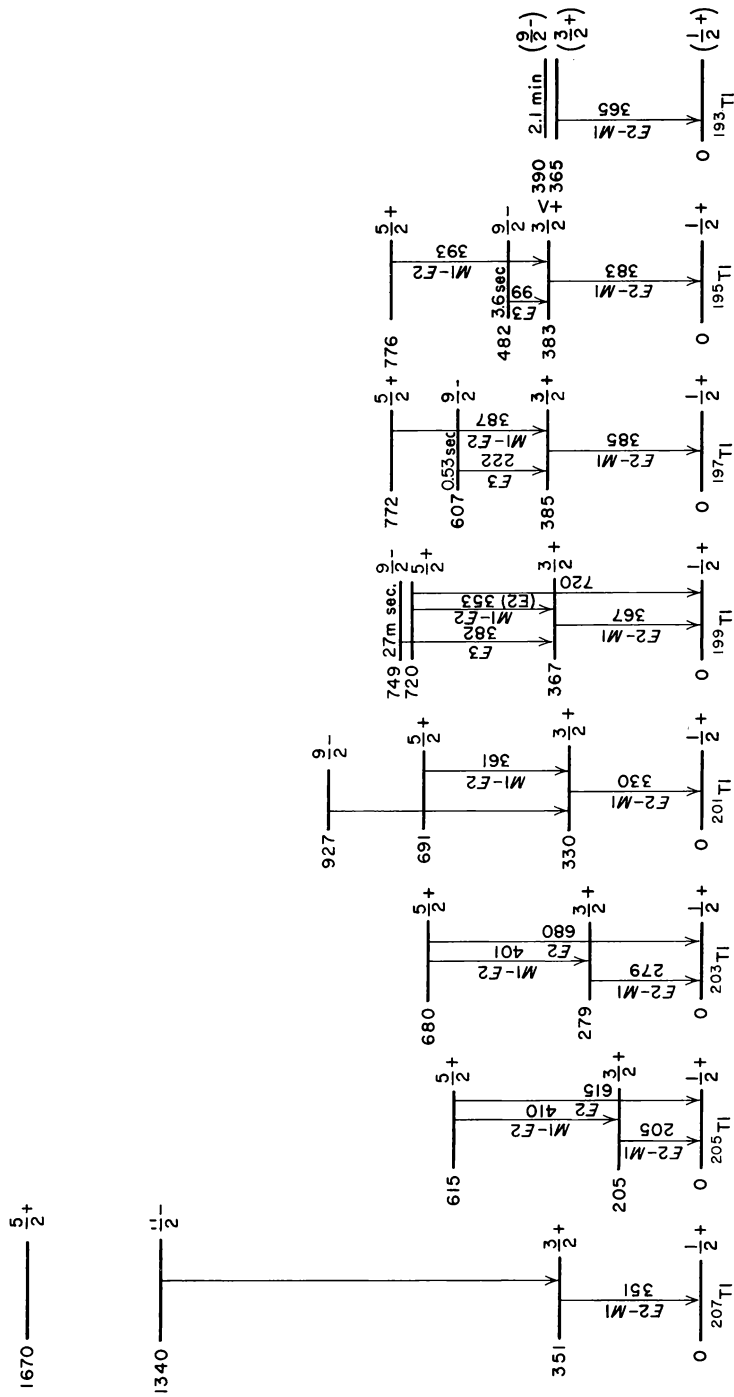 1670 5/2+
1340 11/2-
351 3/2+
E2-M1 351
0 1/2+
207Tl
615 5/2+
M1-E2 410
E2 615
205 3/2+
E2-M1 205
0 1/2+
205Tl
680 5/2+
M1-E2 401
E2 680
279 3/2+
E2-M1 279
0 1/2+
203Tl
927 9/2-
691 5/2+
M1-E2 361
330 3/2+
E2-M1 330
0 1/2+
201Tl
749 27m sec. 9/2-
720 5/2+
E3 382
M1-E2 353
(E2) 720
367 3/2+
E2-M1 367
0 1/2+
199Tl
772 5/2+
607 0.53sec 9/2-
E3 222
M1-E2 387
385 3/2+
E2-M1 385
0 1/2+
197Tl
776 5/2+
M1-E2 393
482 3.6sec 9/2-
E3 99
383 3/2+
E2-M1 383
0 1/2+
195Tl
> 390 2.1 min (9/2-)
365 (3/2+)
E2-M1 365
0 (1/2+)
193Tl